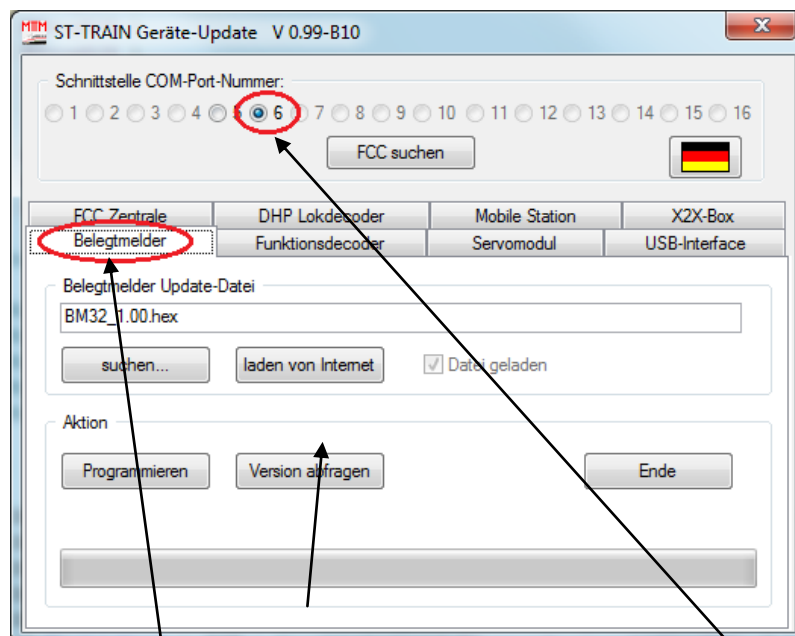 MTTM ST-TRAIN Geräte-Update V 0.99-B10
Schnittstelle COM-Port-Nummer:
1 2 3 4 5 6 7 8 9 10 11 12 13 14 15 16
FCC suchen
FCC Zentrale DHP Lokdecoder Mobile Station X2X-Box
Belegtmelder Funktionsdecoder Servomodul USB-Interface
Belegtmelder Update-Datei
BM32_1.00.hex
suchen... laden von Internet Datei geladen
Aktion
Programmieren Version abfragen Ende